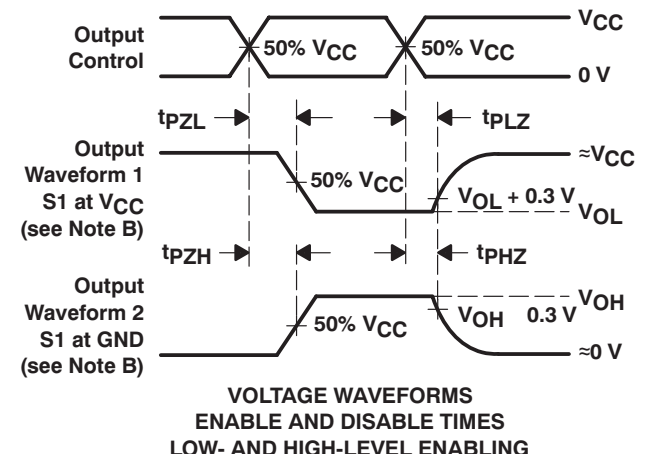 Output
Control
50% VCC
50% VCC
VCC
0 V
tPZL
tPLZ
Output
Waveform 1
S1 at VCC
(see Note B)
50% VCC
≈VCC
VOL + 0.3 V
VOL
tPZH
tPHZ
Output
Waveform 2
S1 at GND
(see Note B)
50% VCC
VOH
VOH 0.3 V
≈0 V
VOLTAGE WAVEFORMS
ENABLE AND DISABLE TIMES
LOW- AND HIGH-LEVEL ENABLING